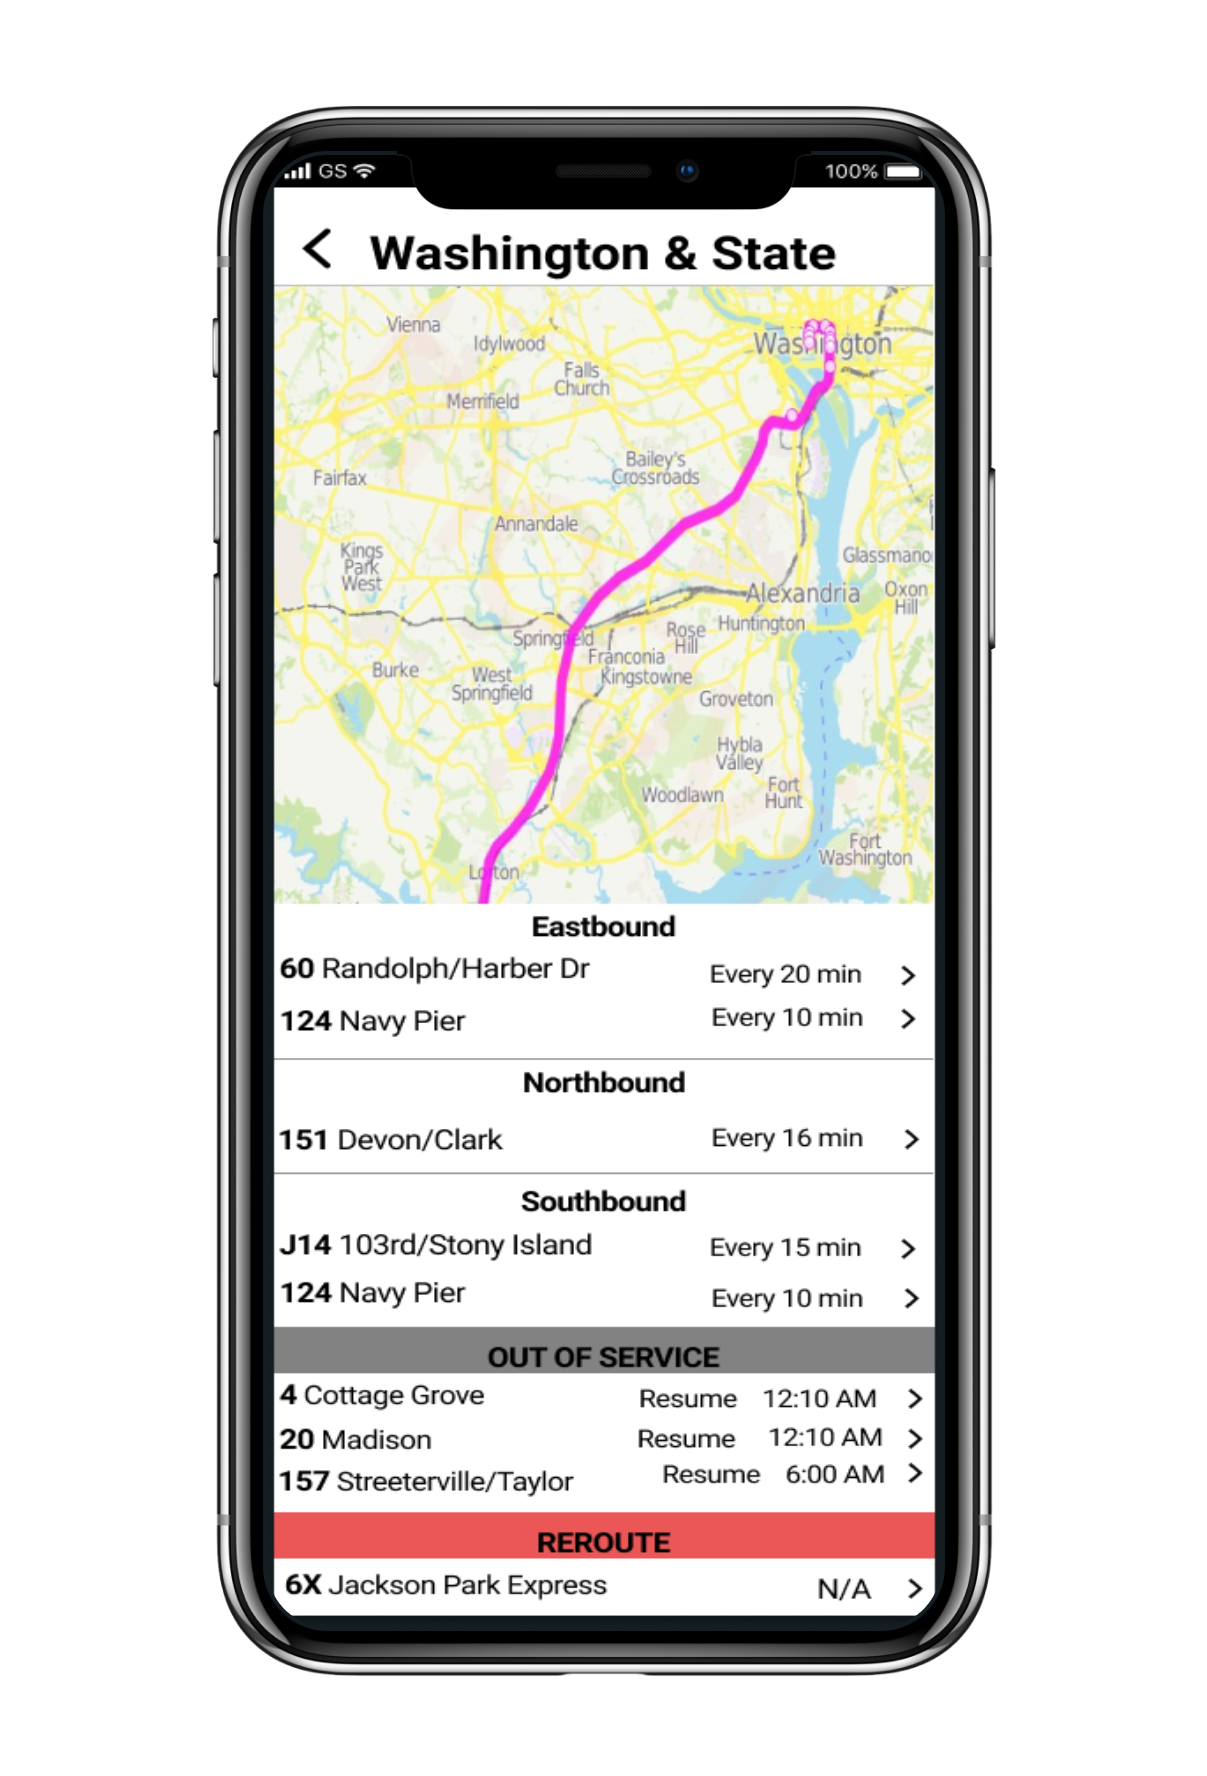 GS 100%
Washington & State
Vienna
Idylwood
Washington
Falls
Church
Merrifield
Bailey's
Crossroads
Fairfax
Annandale
Kings
Park
West
Glassmano
Alexandria
Oxon
Hill
Huntington
Rose
Hill
Springfield
Franconia
Kingstowne
Burke
West
Springfield
Groveton
Hybla
Valley
Woodlawn
Fort
Hunt
Fort
Washington
Lorton
Eastbound
60 Randolph/Harber Dr Every 20 min >
124 Navy Pier Every 10 min >
Northbound
151 Devon/Clark Every 16 min >
Southbound
J14 103rd/Stony Island Every 15 min >
124 Navy Pier Every 10 min >
OUT OF SERVICE
4 Cottage Grove Resume 12:10 AM >
20 Madison Resume 12:10 AM >
157 Streeterville/Taylor Resume 6:00 AM >
REROUTE
6X Jackson Park Express N/A >